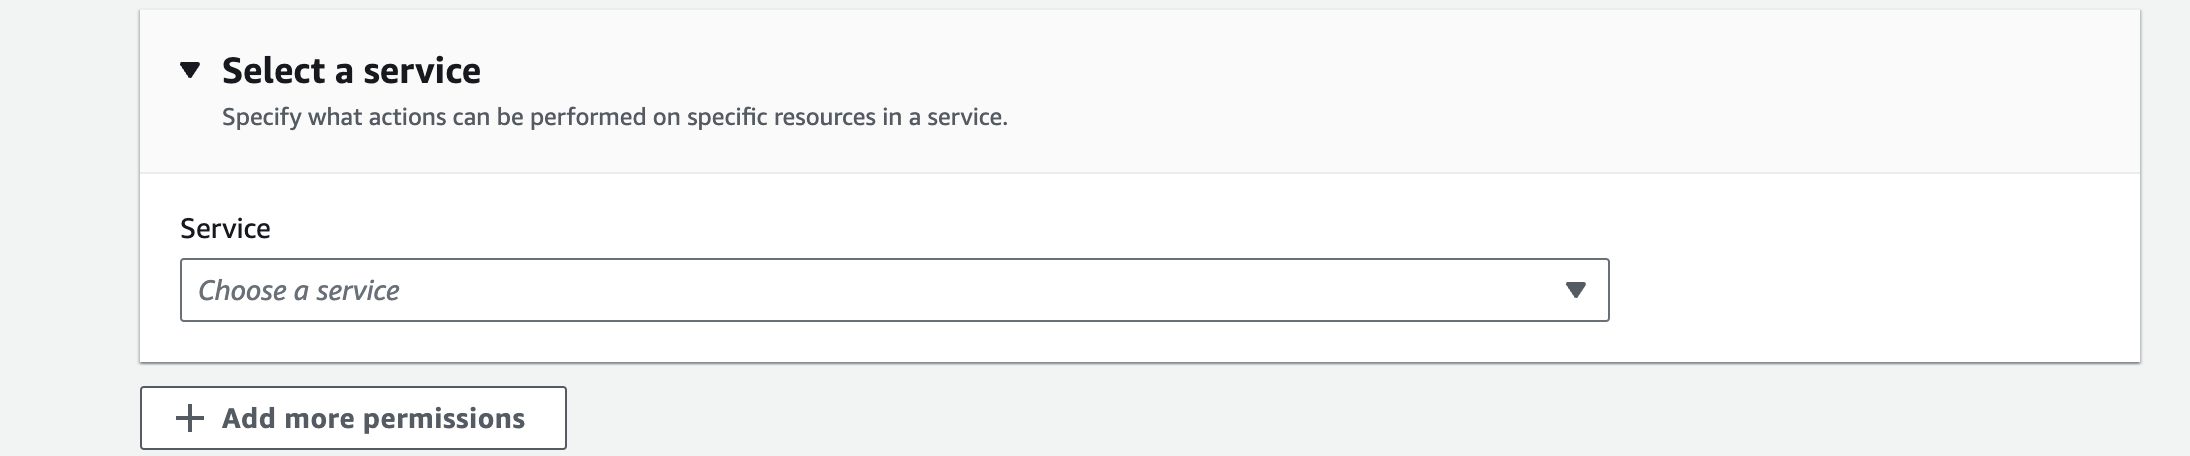 Select a service
Specify what actions can be performed on specific resources in a service.
Service
Choose a service
Add more permissions